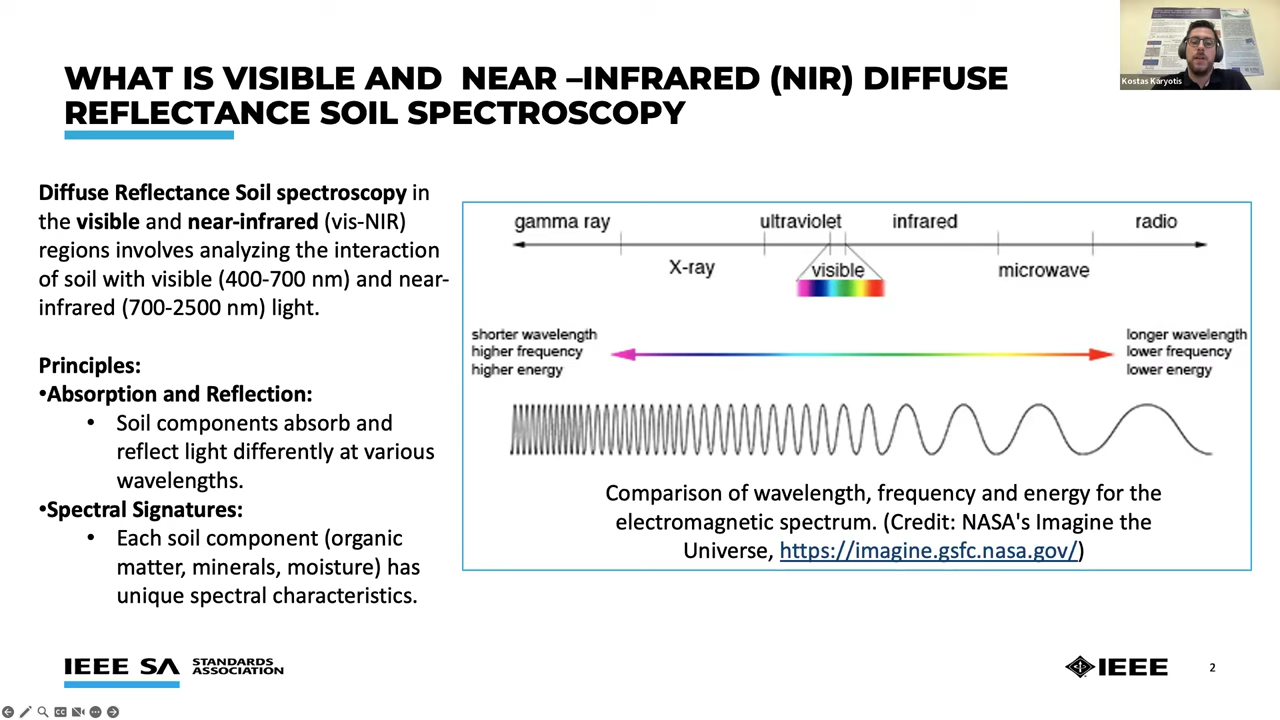 WHAT IS VISIBLE AND NEAR –INFRARED (NIR) DIFFUSE
REFLECTANCE SOIL SPECTROSCOPY
Kostas Karyotis
Diffuse Reflectance Soil spectroscopy in
the visible and near-infrared (vis-NIR)
regions involves analyzing the interaction
of soil with visible (400-700 nm) and near-
infrared (700-2500 nm) light.
Principles:
•Absorption and Reflection:
• Soil components absorb and
reflect light differently at various
wavelengths.
•Spectral Signatures:
• Each soil component (organic
matter, minerals, moisture) has
unique spectral characteristics.
gamma ray
ultraviolet
infrared
radio
X-ray
visible
microwave
shorter wavelength
higher frequency
higher energy
longer wavelength
lower frequency
lower energy
Comparison of wavelength, frequency and energy for the
electromagnetic spectrum. (Credit: NASA's Imagine the
Universe, https://imagine.gsfc.nasa.gov/)
IEEE SA STANDARDS
ASSOCIATION
IEEE
2